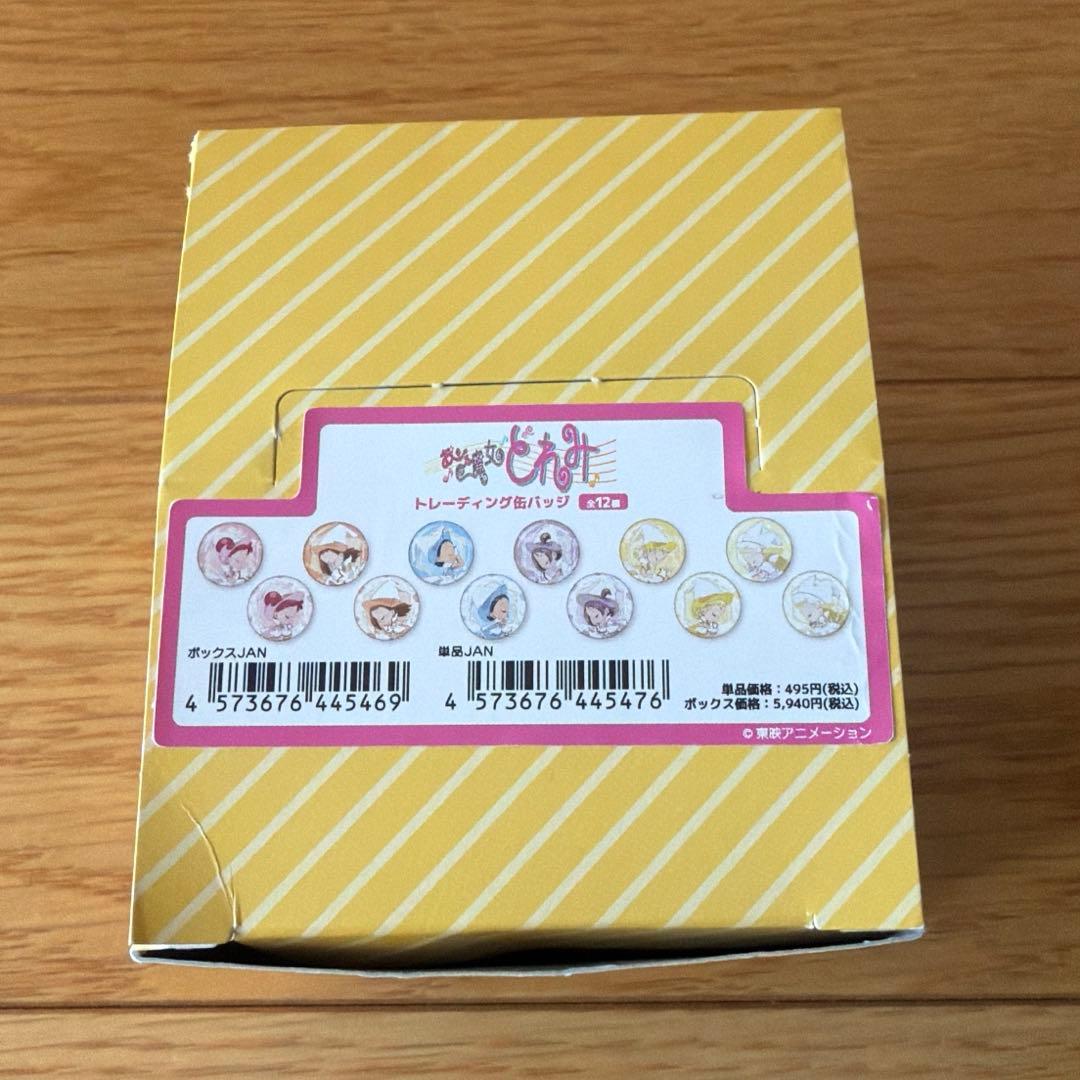 おジャ魔女どれみ
トレーディング缶バッジ 全12種
ボックスJAN 単品JAN
4 573676 445469 4 573676 445476
単品価格：495円(税込)
ボックス価格：5,940円(税込)
©東映アニメーション